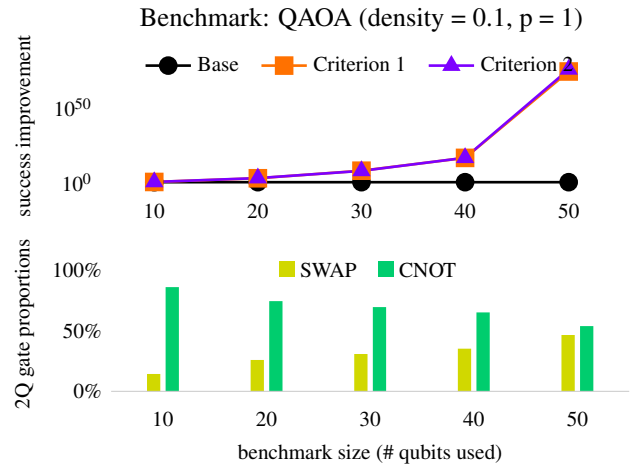 Benchmark: QAOA (density = 0.1, p = 1)
success improvement
Base Criterion 1 Criterion 2
10^50
10^0
10 20 30 40 50
2Q gate proportions
100%
SWAP CNOT
50%
0%
10 20 30 40 50
benchmark size (# qubits used)